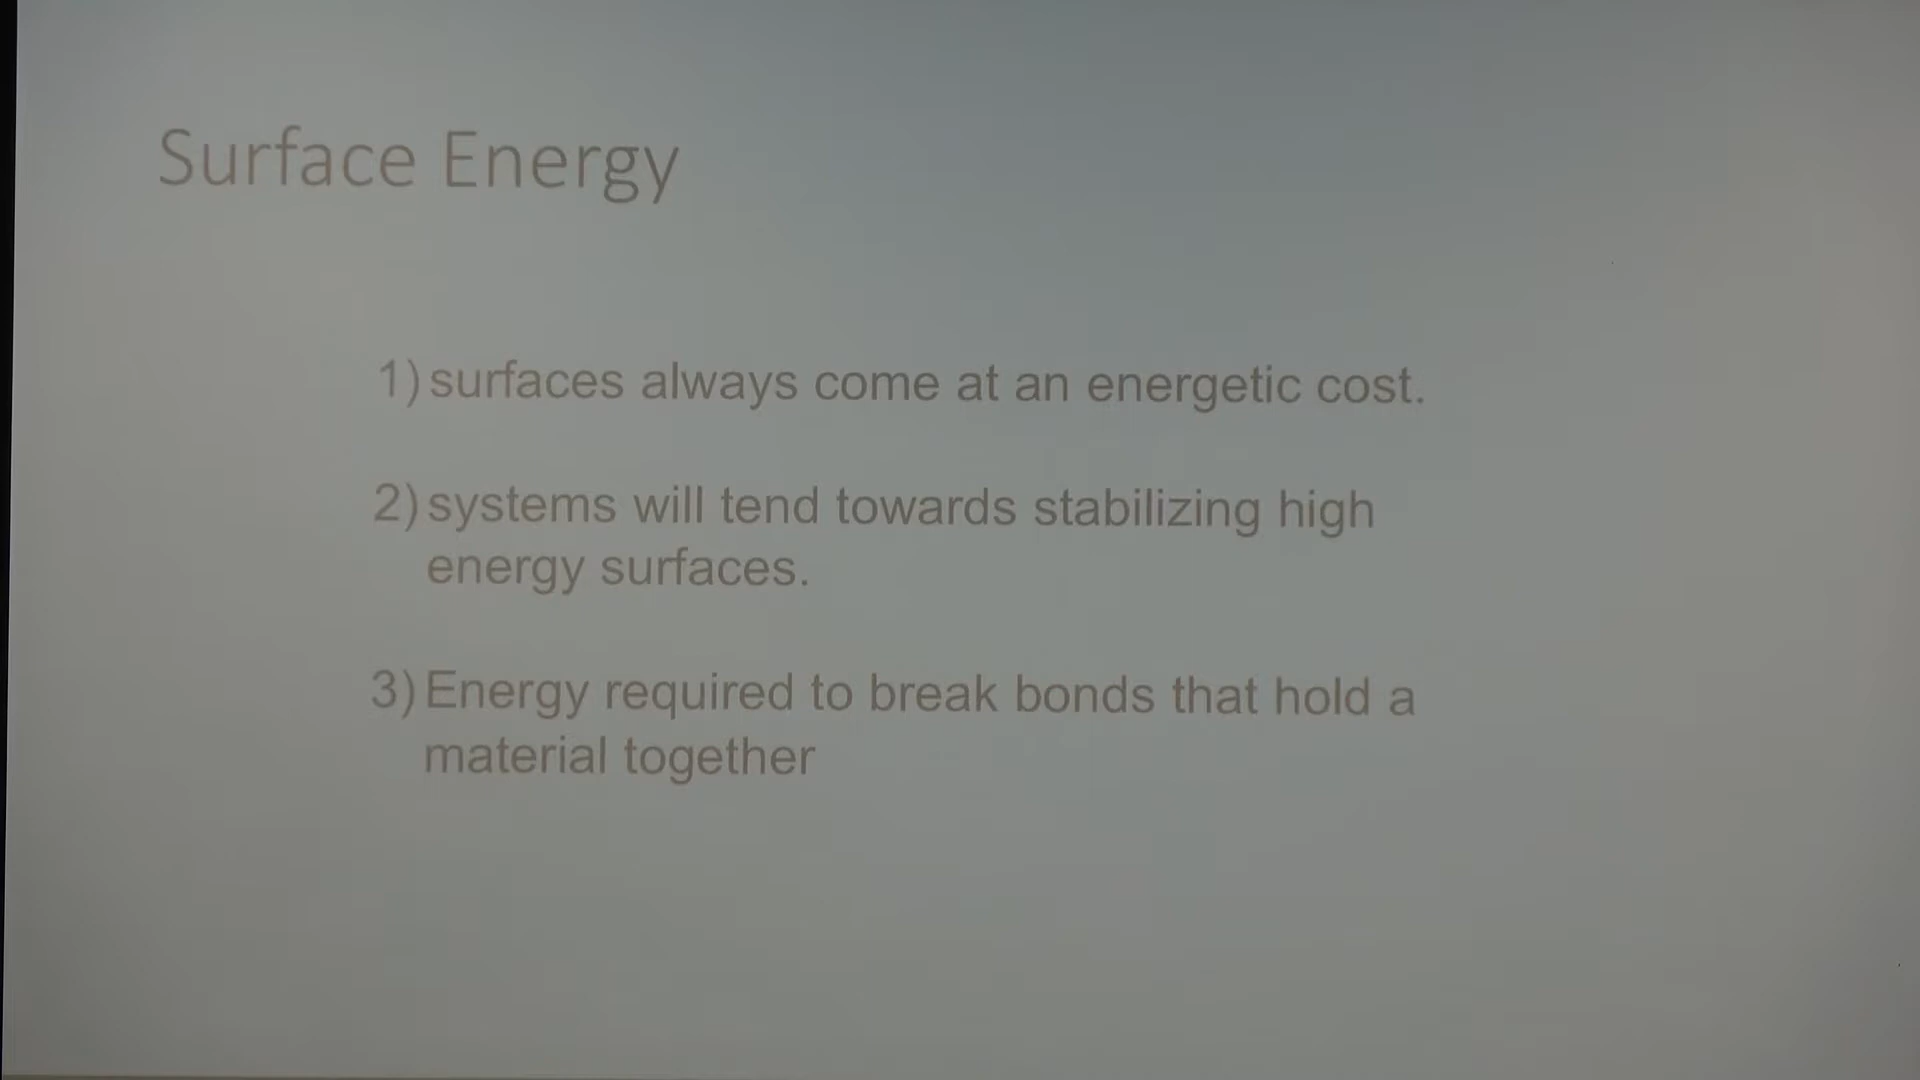 Surface Energy
1) surfaces always come at an energetic cost.
2) systems will tend towards stabilizing high
energy surfaces.
3) Energy required to break bonds that hold a
material together